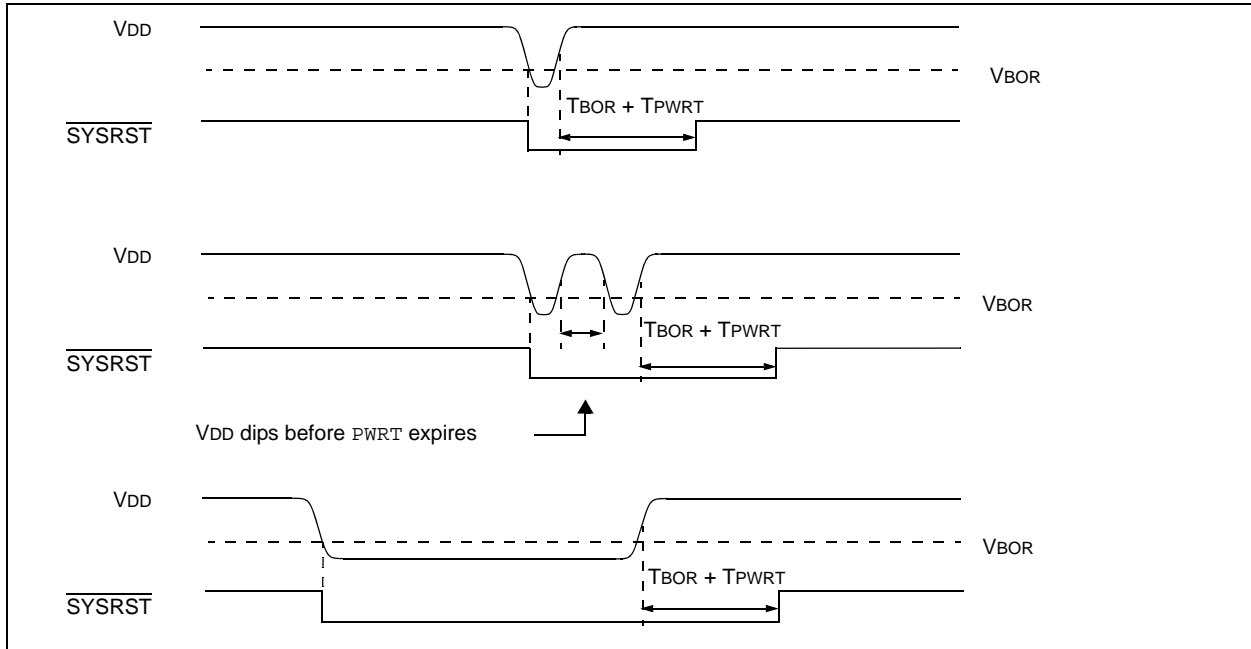 VDD
VBOR
TBOR + TPWRT
SYSRST
VDD
VBOR
TBOR + TPWRT
SYSRST
VDD dips before PWRT expires
VDD
VBOR
TBOR + TPWRT
SYSRST